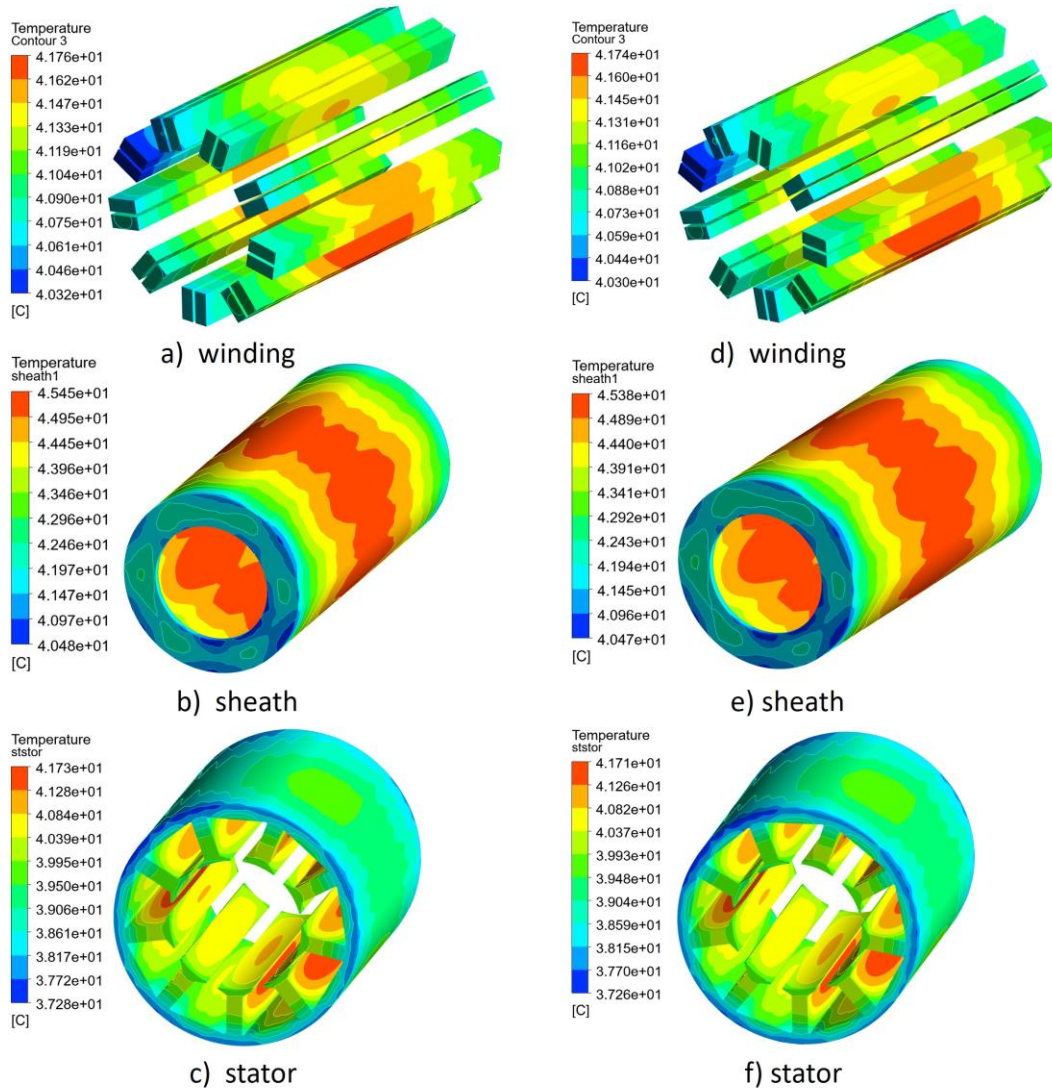 Temperature
Contour 3
4.176e+01
4.162e+01
4.147e+01
4.133e+01
4.119e+01
4.104e+01
4.090e+01
4.075e+01
4.061e+01
4.046e+01
4.032e+01
[C]
a) winding
Temperature
Contour 3
4.174e+01
4.160e+01
4.145e+01
4.131e+01
4.116e+01
4.102e+01
4.088e+01
4.073e+01
4.059e+01
4.044e+01
4.030e+01
[C]
d) winding
Temperature
sheath1
4.545e+01
4.495e+01
4.445e+01
4.396e+01
4.346e+01
4.296e+01
4.246e+01
4.197e+01
4.147e+01
4.097e+01
4.048e+01
[C]
b) sheath
Temperature
sheath1
4.538e+01
4.489e+01
4.440e+01
4.391e+01
4.341e+01
4.292e+01
4.243e+01
4.194e+01
4.145e+01
4.096e+01
4.047e+01
[C]
e) sheath
Temperature
ststor
4.173e+01
4.128e+01
4.084e+01
4.039e+01
3.995e+01
3.950e+01
3.906e+01
3.861e+01
3.817e+01
3.772e+01
3.728e+01
[C]
c) stator
Temperature
ststor
4.171e+01
4.126e+01
4.082e+01
4.037e+01
3.993e+01
3.948e+01
3.904e+01
3.859e+01
3.815e+01
3.770e+01
3.726e+01
[C]
f) stator